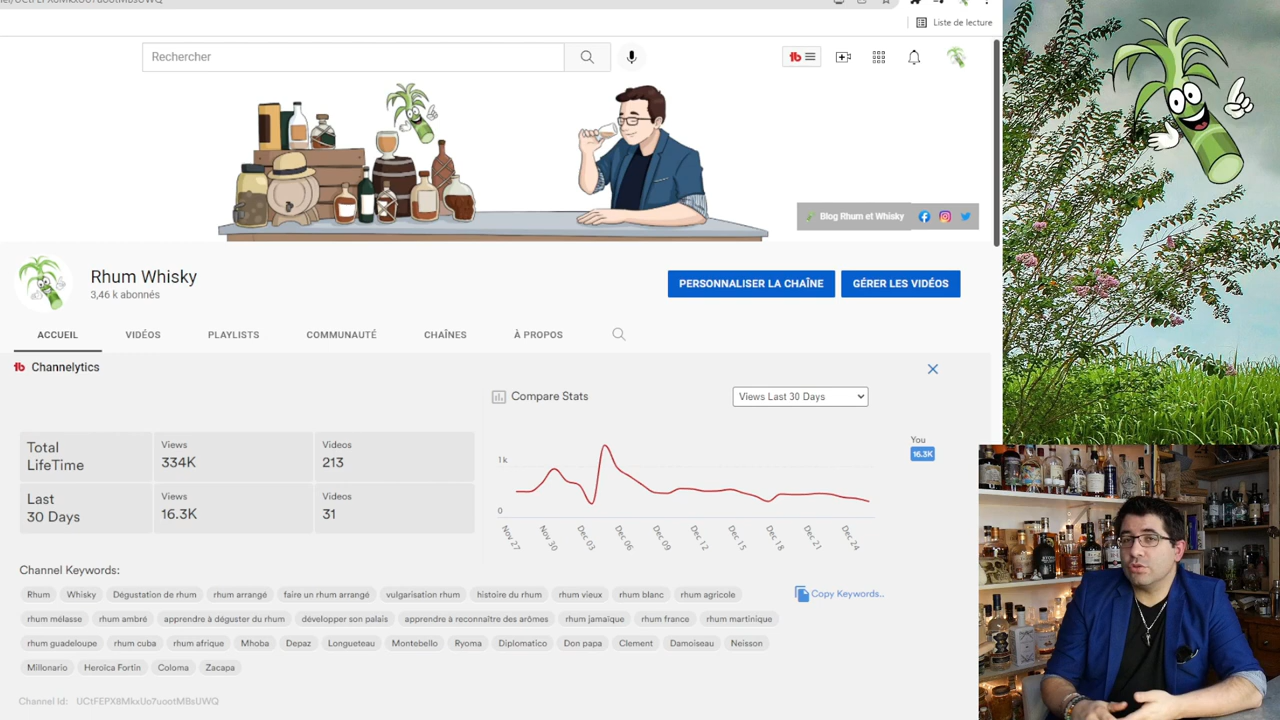 Liste de lecture
Rechercher
Blog Rhum et Whisky
Rhum Whisky
3,46 k abonnés
PERSONNALISER LA CHAÎNE
GÉRER LES VIDÉOS
ACCUEIL
VIDÉOS
PLAYLISTS
COMMUNAUTÉ
CHAÎNES
À PROPOS
tb Channelytics
Compare Stats
Views Last 30 Days
Total
LifeTime
Views
334K
Videos
213
Last
30 Days
Views
16.3K
Videos
31
1k
0
Nov 27
Nov 30
Dec 03
Dec 06
Dec 09
Dec 12
Dec 15
Dec 18
Dec 21
Dec 24
You
16.3K
Channel Keywords:
Rhum Whisky Dégustation de rhum rhum arrangé faire un rhum arrangé vulgarisation rhum histoire du rhum rhum vieux rhum blanc rhum agricole
Copy Keywords..
rhum mélasse rhum ambré apprendre à déguster du rhum développer son palais apprendre à reconnaître des arômes rhum jamaïque rhum france rhum martinique
rhum guadeloupe rhum cuba rhum afrique Mhoba Depaz Longueteau Montebello Ryoma Diplomatico Don papa Clement Damoiseau Neisson
Millonario Heroïca Fortin Coloma Zacapa
Channel Id: UCtFEPX8MkxUo7uootMBsUWQ